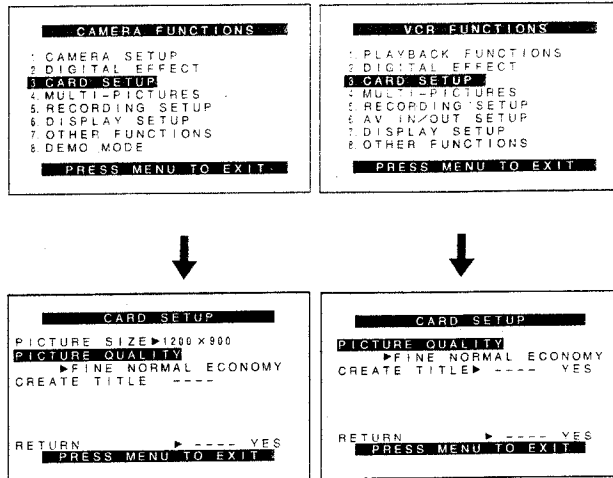 CAMERA FUNCTIONS
1. CAMERA SETUP
2. DIGITAL EFFECT
3. CARD SETUP
4. MULTI-PICTURES
5. RECORDING SETUP
6. DISPLAY SETUP
7. OTHER FUNCTIONS
8. DEMO MODE
PRESS MENU TO EXIT
VCR FUNCTIONS
1. PLAYBACK FUNCTIONS
2. DIGITAL EFFECT
3. CARD SETUP
4. MULTI-PICTURES
5. RECORDING SETUP
6. AV IN/OUT SETUP
7. DISPLAY SETUP
8. OTHER FUNCTIONS
PRESS MENU TO EXIT
CARD SETUP
PICTURE SIZE▶1200×900
PICTURE QUALITY
▶FINE NORMAL ECONOMY
CREATE TITLE ----
RETURN ▶ ---- YES
PRESS MENU TO EXIT
CARD SETUP
PICTURE QUALITY
▶FINE NORMAL ECONOMY
CREATE TITLE▶ ---- YES
RETURN ▶ ---- YES
PRESS MENU TO EXIT